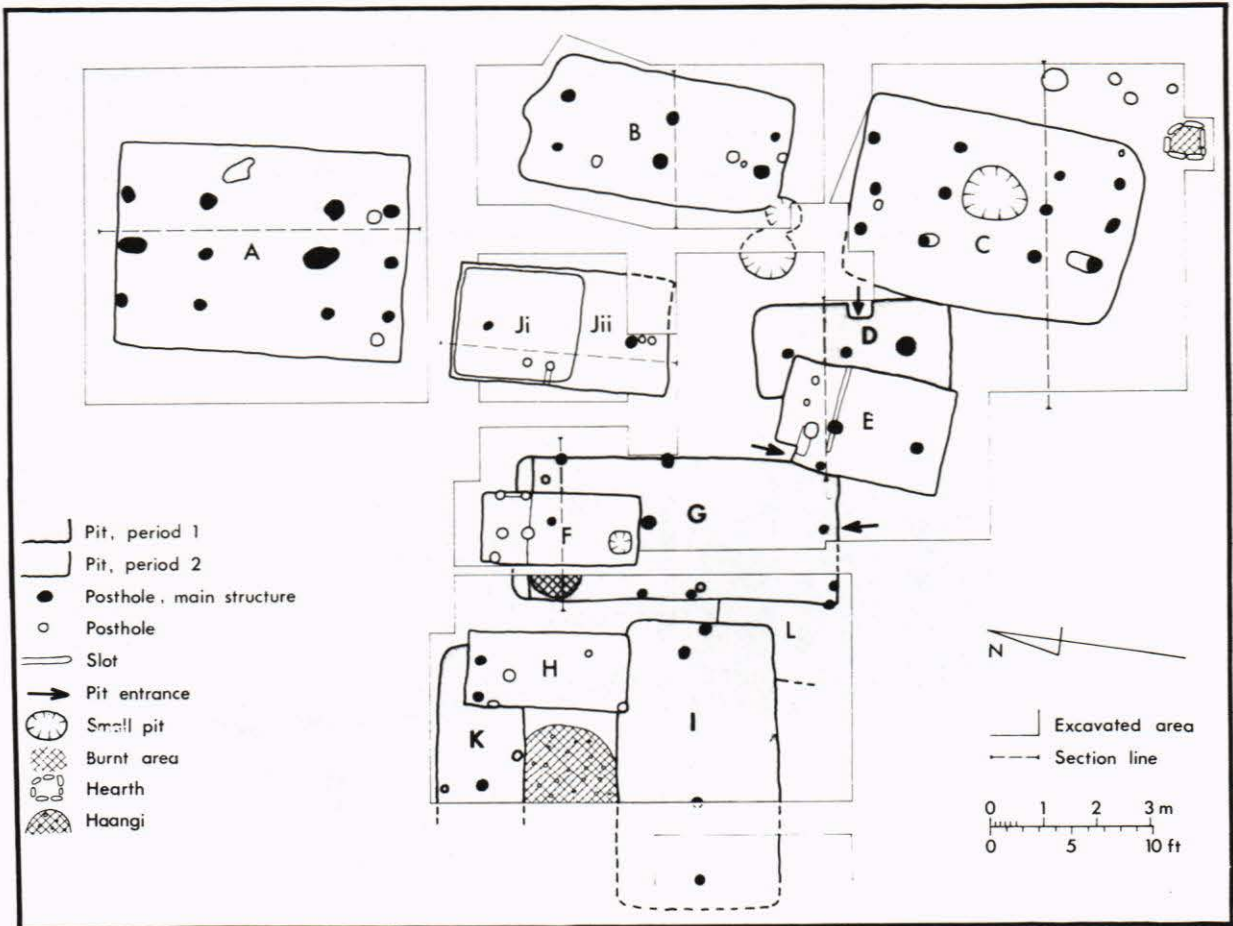 A
B
C
Ji
Jii
D
E
F
G
H
I
K
L
Pit, period 1
Pit, period 2
Posthole, main structure
Posthole
Slot
Pit entrance
Small pit
Burnt area
Hearth
Haangi
N
Excavated area
Section line
0 1 2 3 m
0 5 10 ft